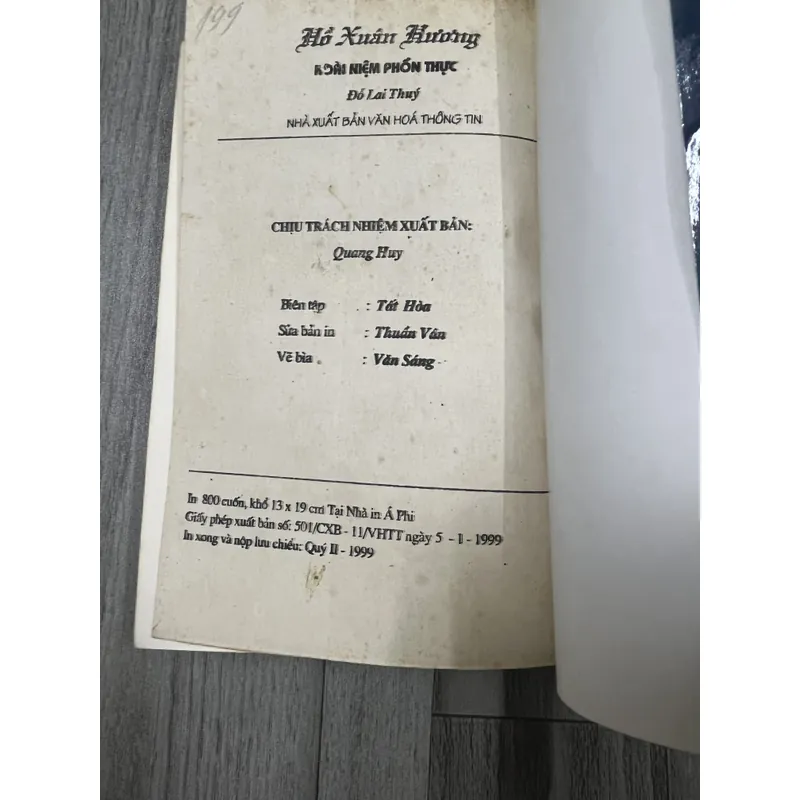 199
Hồ Xuân Hương
HOÀI NIỆM PHỒN THỰC
Đỗ Lai Thuý
NHÀ XUẤT BẢN VĂN HOÁ THÔNG TIN
CHỊU TRÁCH NHIỆM XUẤT BẢN:
Quang Huy
Biên tập : Tất Hòa
Sửa bản in : Thuần Vân
Vẽ bìa : Văn Sáng
In 800 cuốn, khổ 13 x 19 cm Tại Nhà in Á Phi
Giấy phép xuất bản số: 501/CXB - 11/VHTT ngày 5 - 1 - 1999
In xong và nộp lưu chiểu: Quý II - 1999